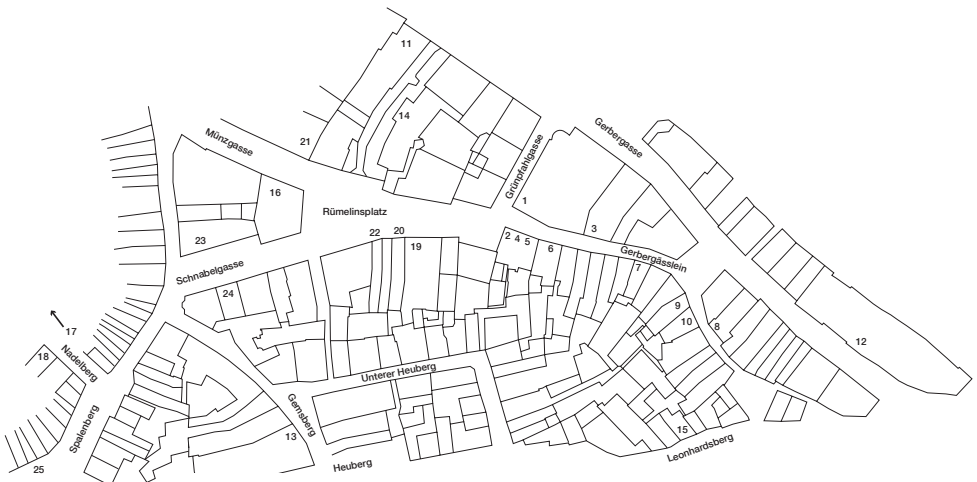 11
14
21
Münzgasse
Gerbergasse
Grünpfahlgasse
16
1
3
Rümelinsplatz
22
20
19
2
4
5
6
Gerbergässlein
7
23
Schnabelgasse
24
9
10
8
12
17
18
Nadelberg
Unterer Heuberg
Gemsberg
Spalenberg
13
15
Leonhardsberg
Heuberg
25